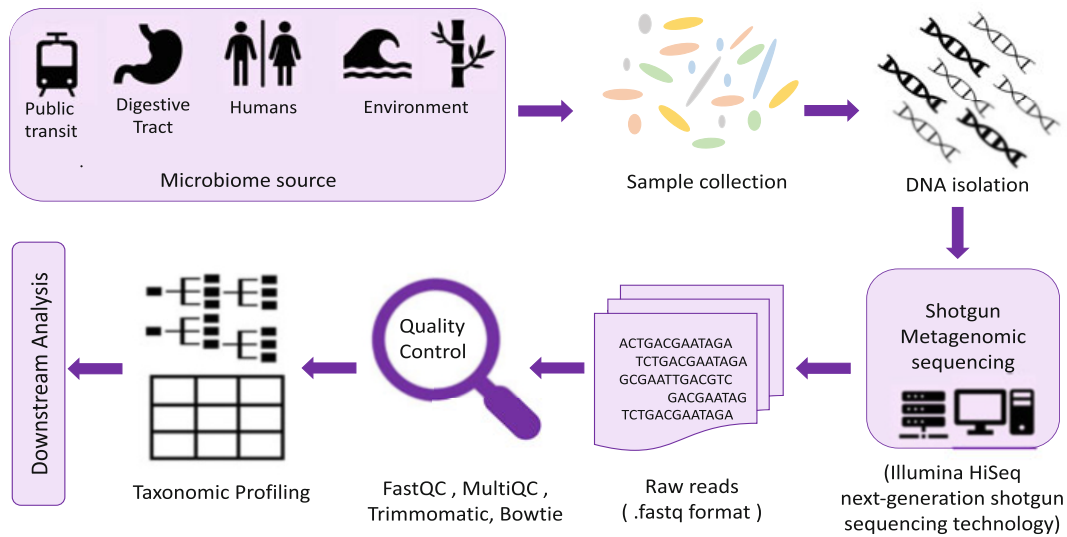 Public
transit
Digestive
Tract
Humans
Environment
Microbiome source
Sample collection
DNA isolation
Shotgun
Metagenomic
sequencing
(Illumina HiSeq
next-generation shotgun
sequencing technology)
ACTGACGAATAGA
TCTGACGAATAGA
GCGAATTGACGTC
GACGAATAG
TCTGACGAATAGA
Raw reads
( .fastq format )
Quality
Control
FastQC , MultiQC ,
Trimmomatic, Bowtie
Taxonomic Profiling
Downstream Analysis